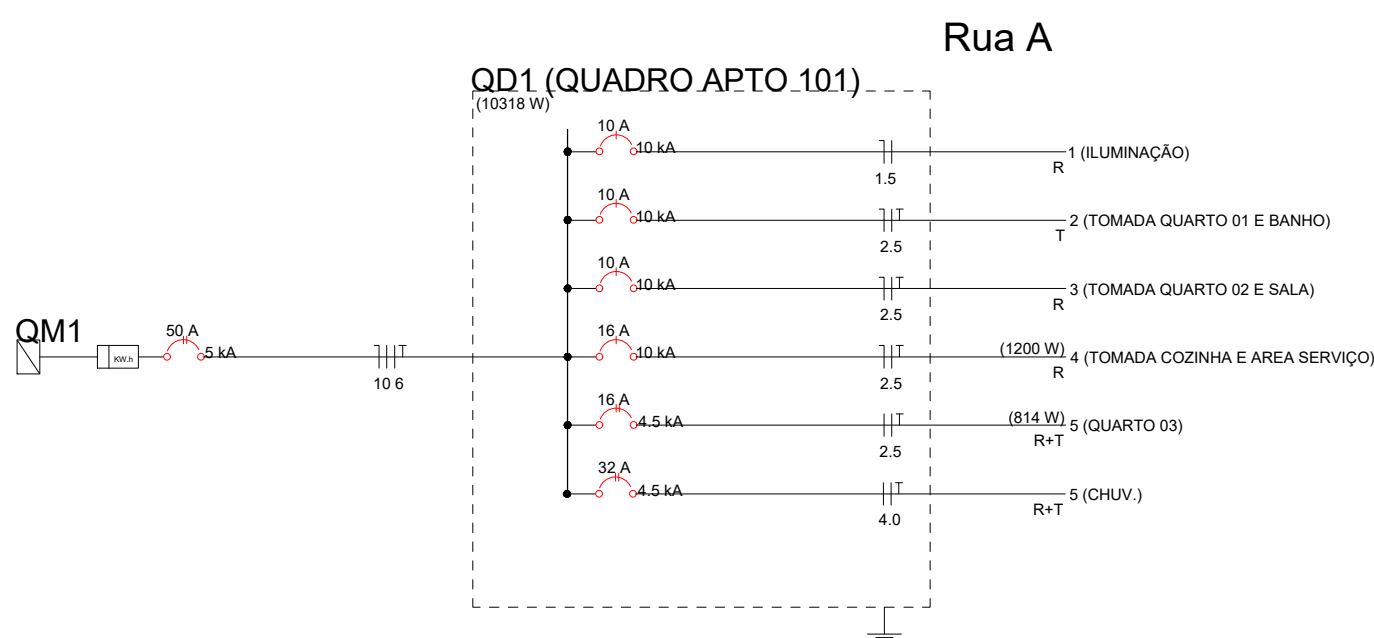 Rua A
QD1 (QUADRO APTO 101)
(10318 W)
10 A
10 kA
1.5
1 (ILUMINAÇÃO)
R
10 A
10 kA
T
2.5
2 (TOMADA QUARTO 01 E BANHO)
T
10 A
10 kA
T
2.5
3 (TOMADA QUARTO 02 E SALA)
R
QM1
KW.h
50 A
5 kA
T
10 6
16 A
10 kA
T
2.5
(1200 W)
4 (TOMADA COZINHA E AREA SERVIÇO)
R
16 A
4.5 kA
T
2.5
(814 W)
5 (QUARTO 03)
R+T
32 A
4.5 kA
T
4.0
5 (CHUV.)
R+T